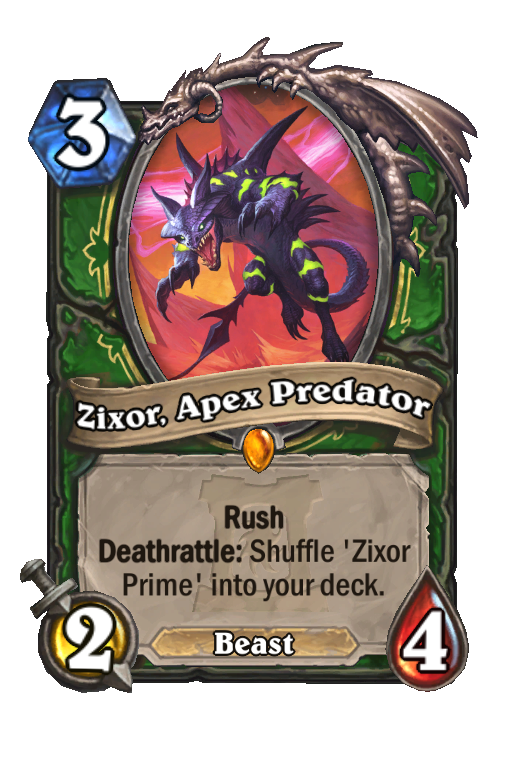 3
Zixor, Apex Predator
Rush
Deathrattle: Shuffle 'Zixor
Prime' into your deck.
2
Beast
4